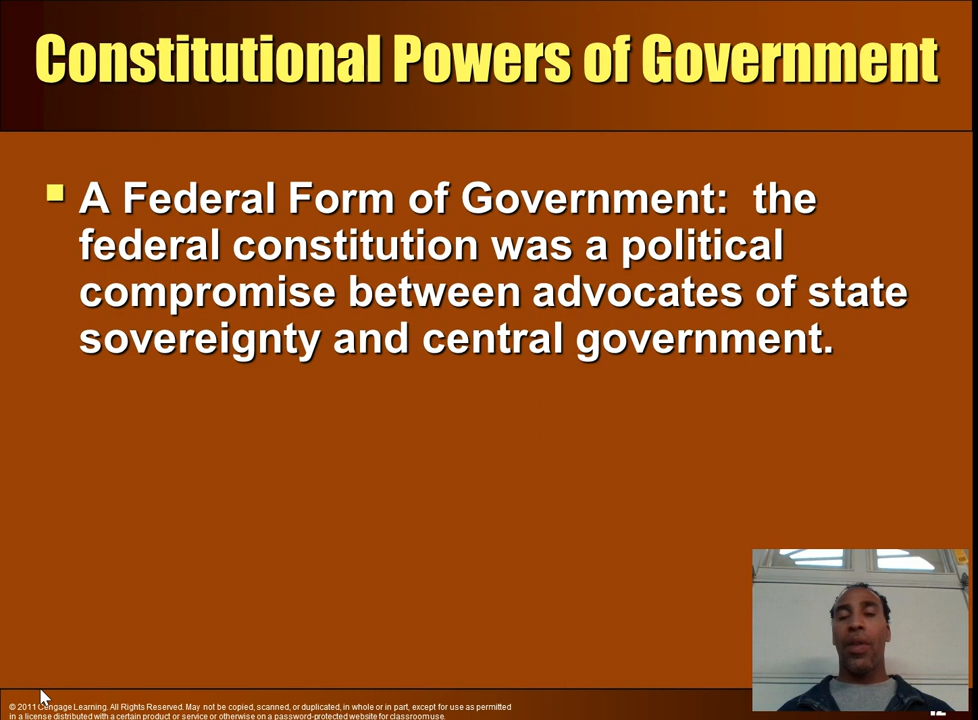 Constitutional Powers of Government
A Federal Form of Government:  the
federal constitution was a political
compromise between advocates of state
sovereignty and central government.
© 2011 Cengage Learning. All Rights Reserved. May not be copied, scanned, or duplicated, in whole or in part, except for use as permitted
in a license distributed with a certain product or service or otherwise on a password-protected website for classroom use.